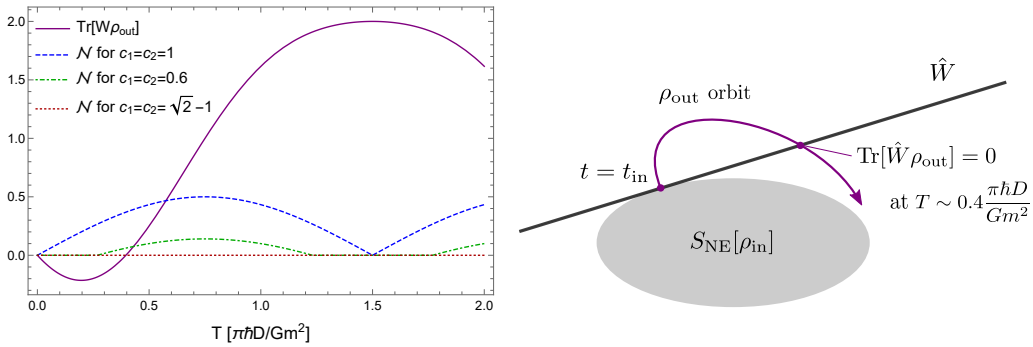 2.0
1.5
1.0
0.5
0.0
Tr[Wρout]
𝒩 for c1=c2=1
𝒩 for c1=c2=0.6
𝒩 for c1=c2=√2−1
0.0 0.5 1.0 1.5 2.0
T [πℏD/Gm²]
Ŵ
ρout orbit
t = tin
Tr[Ŵρout] = 0
at T ∼ 0.4 πℏD/Gm²
SNE[ρin]